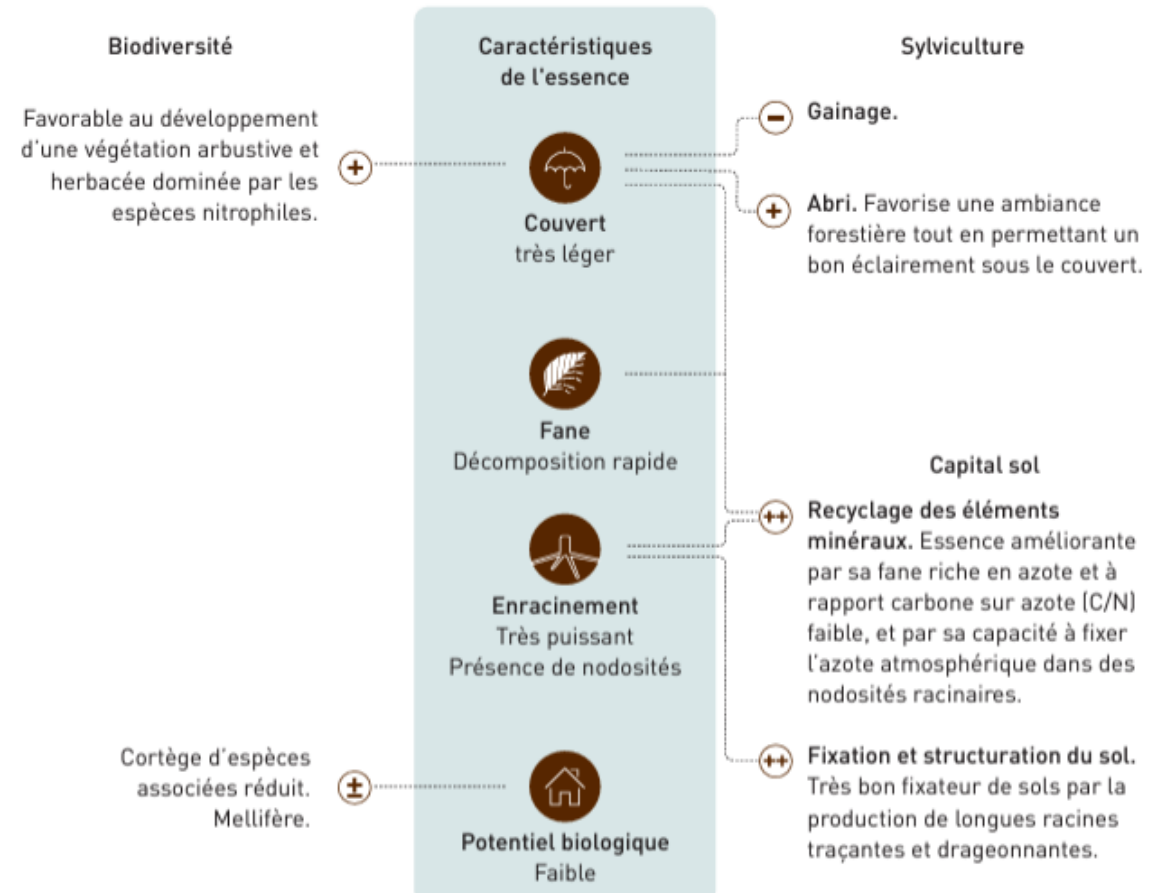 Biodiversité
Favorable au développement
d'une végétation arbustive et
herbacée dominée par les
espèces nitrophiles.
+
Cortège d'espèces
associées réduit.
Mellifère.
±
Caractéristiques
de l'essence
Couvert
très léger
Fane
Décomposition rapide
Enracinement
Très puissant
Présence de nodosités
Potentiel biologique
Faible
Sylviculture
−
Gainage.
+
Abri. Favorise une ambiance
forestière tout en permettant un
bon éclairement sous le couvert.
Capital sol
++
Recyclage des éléments
minéraux. Essence améliorante
par sa fane riche en azote et à
rapport carbone sur azote (C/N)
faible, et par sa capacité à fixer
l'azote atmosphérique dans des
nodosités racinaires.
++
Fixation et structuration du sol.
Très bon fixateur de sols par la
production de longues racines
traçantes et drageonnantes.